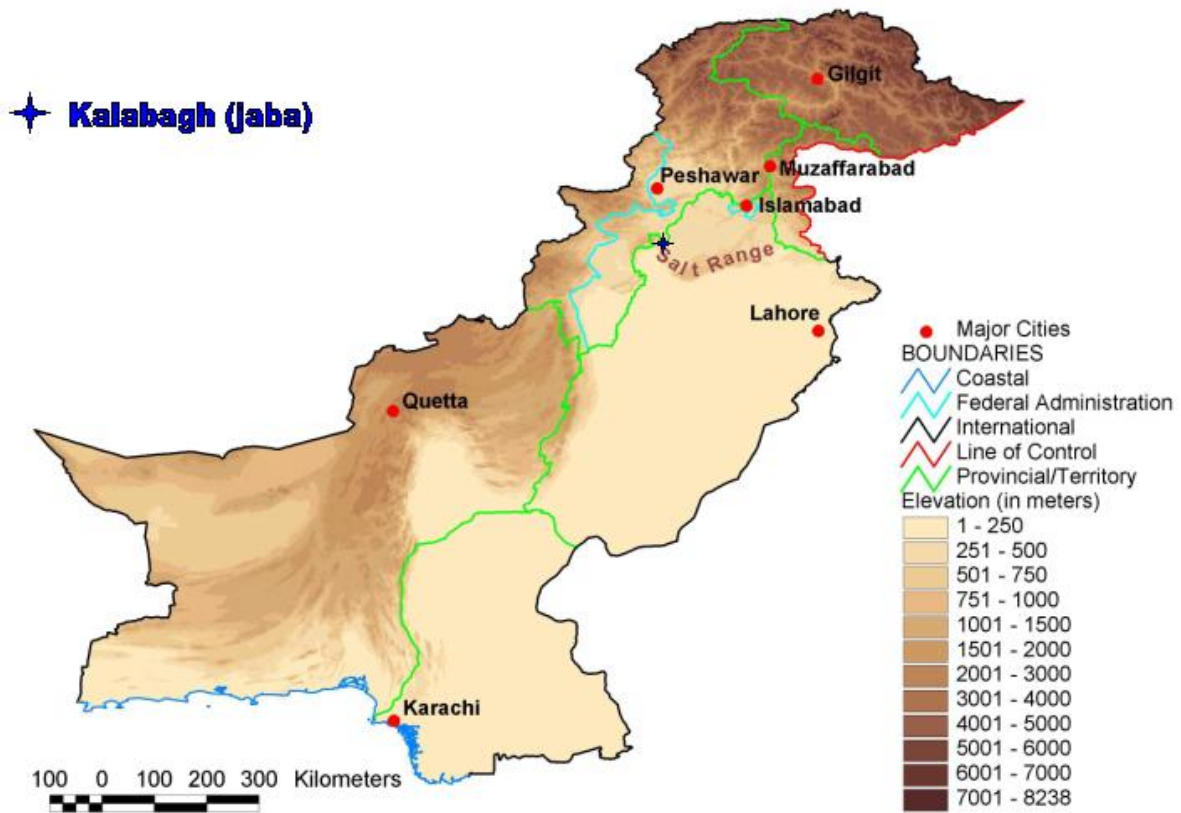 Kalabagh (jaba)
Gilgit
Muzaffarabad
Peshawar
Islamabad
Salt Range
Lahore
Quetta
Karachi
Major Cities
BOUNDARIES
Coastal
Federal Administration
International
Line of Control
Provincial/Territory
Elevation (in meters)
1 - 250
251 - 500
501 - 750
751 - 1000
1001 - 1500
1501 - 2000
2001 - 3000
3001 - 4000
4001 - 5000
5001 - 6000
6001 - 7000
7001 - 8238
100 0 100 200 300 Kilometers